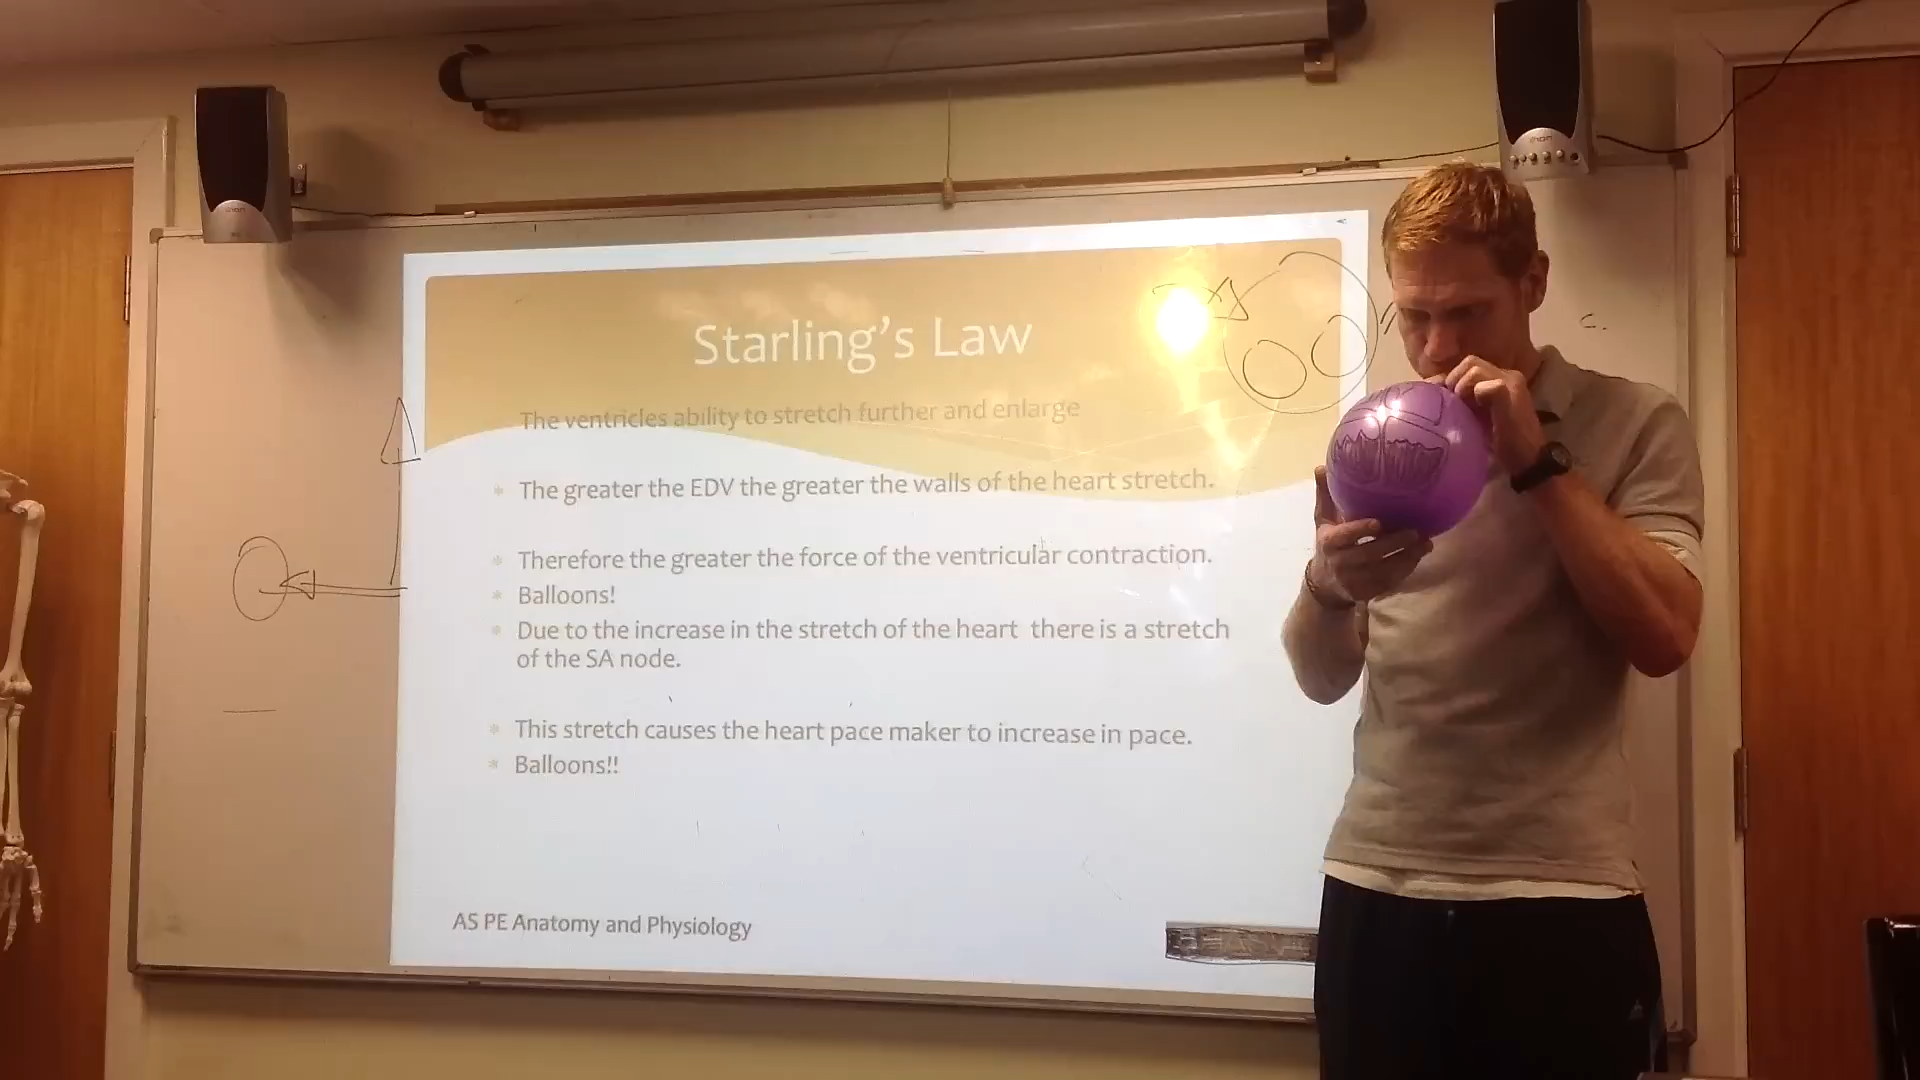 Starling's Law
The ventricles ability to stretch further and enlarge
The greater the EDV the greater the walls of the heart stretch.
Therefore the greater the force of the ventricular contraction.
Balloons!
Due to the increase in the stretch of the heart there is a stretch
of the SA node.
This stretch causes the heart pace maker to increase in pace.
Balloons!!
AS PE Anatomy and Physiology